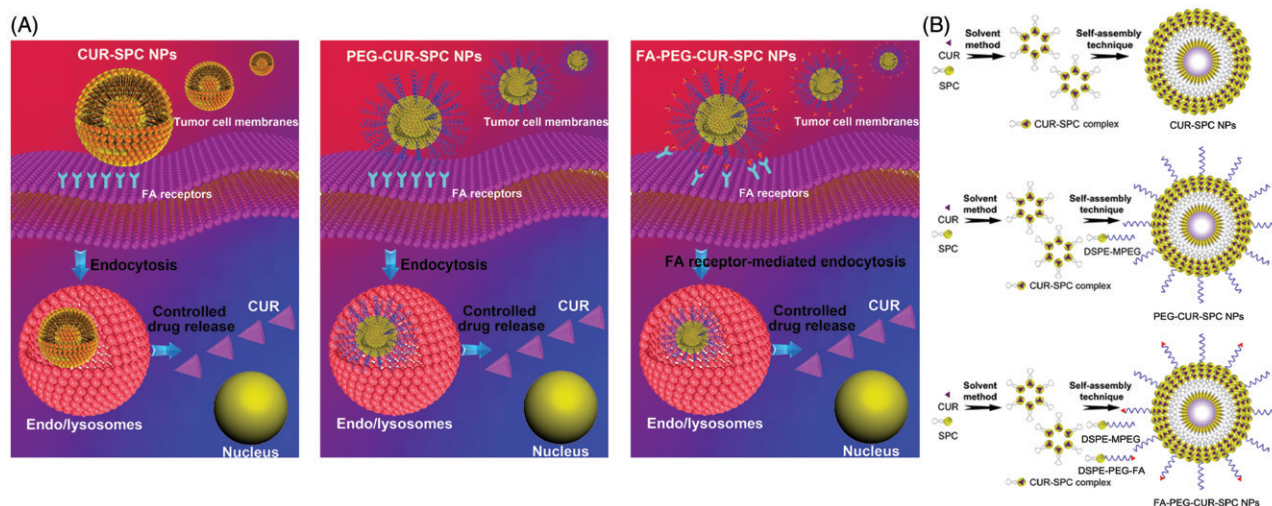 (A)
CUR-SPC NPs
Tumor cell membranes
FA receptors
Endocytosis
Controlled
drug release
CUR
Endo/lysosomes
Nucleus
PEG-CUR-SPC NPs
Tumor cell membranes
FA receptors
Endocytosis
Controlled
drug release
CUR
Endo/lysosomes
Nucleus
FA-PEG-CUR-SPC NPs
Tumor cell membranes
FA receptors
FA receptor-mediated endocytosis
Controlled
drug release
CUR
Endo/lysosomes
Nucleus
(B)
CUR
SPC
Solvent
method
CUR-SPC complex
Self-assembly
technique
CUR-SPC NPs
CUR
SPC
Solvent
method
CUR-SPC complex
Self-assembly
technique
DSPE-MPEG
PEG-CUR-SPC NPs
CUR
SPC
Solvent
method
CUR-SPC complex
Self-assembly
technique
DSPE-MPEG
DSPE-PEG-FA
FA-PEG-CUR-SPC NPs